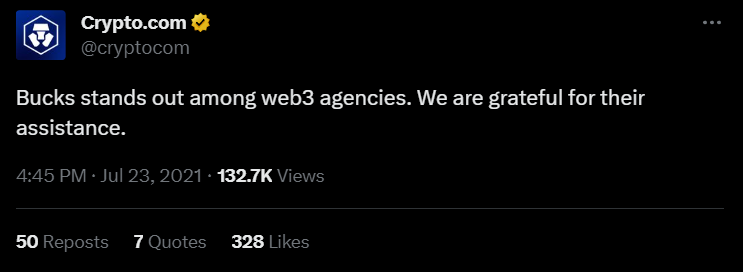 Crypto.com
@cryptocom
Bucks stands out among web3 agencies. We are grateful for their
assistance.
4:45 PM · Jul 23, 2021 · 132.7K Views
50 Reposts 7 Quotes 328 Likes